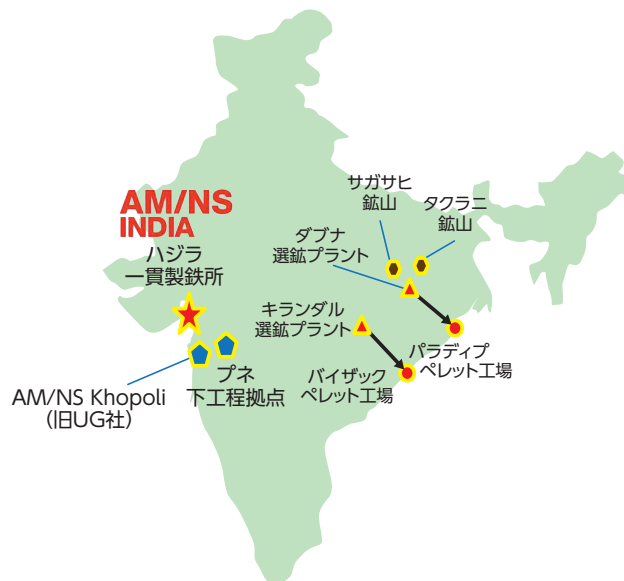 AM/NS
INDIA
ハジラ
一貫製鉄所
サガサヒ
鉱山
タクラニ
鉱山
ダブナ
選鉱プラント
キランダル
選鉱プラント
パラディプ
ペレット工場
バイザック
ペレット工場
プネ
下工程拠点
AM/NS Khopoli
（旧UG社）